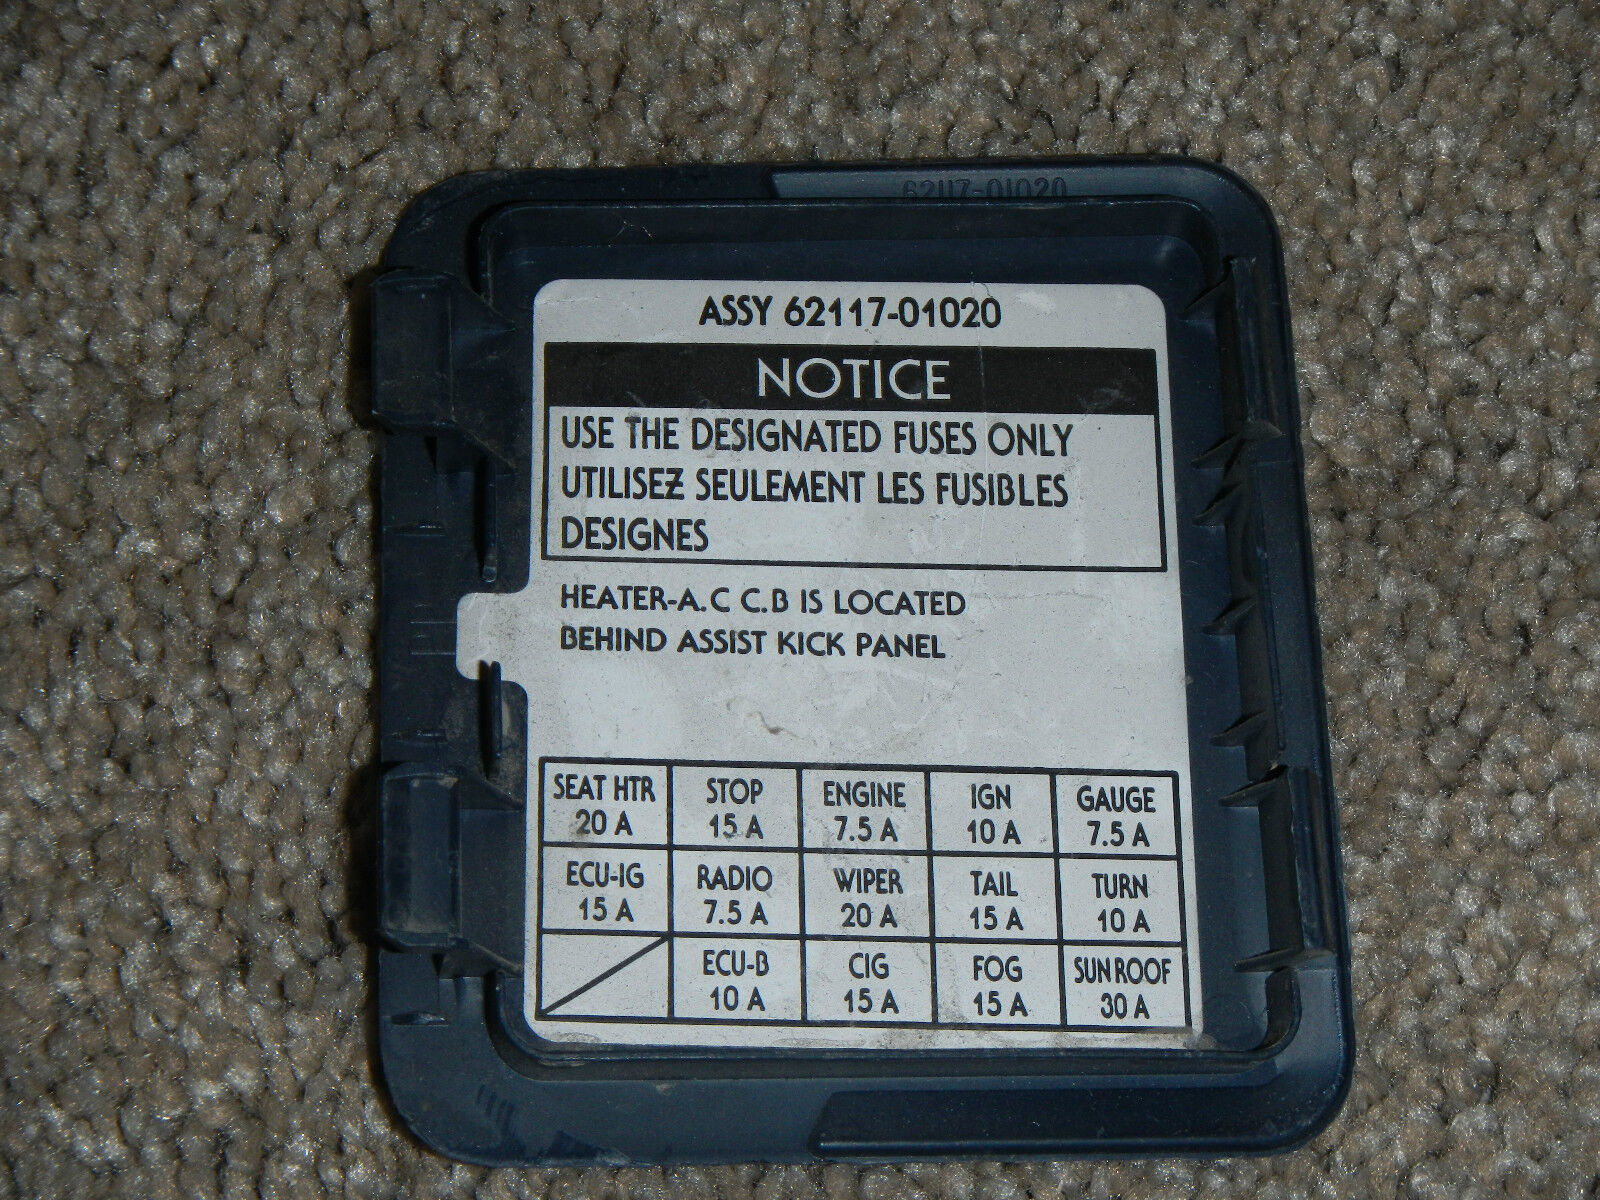 62117-01020
ASSY 62117-01020
NOTICE
USE THE DESIGNATED FUSES ONLY
UTILISEZ SEULEMENT LES FUSIBLES
DESIGNES
HEATER-A.C C.B IS LOCATED
BEHIND ASSIST KICK PANEL
SEAT HTR STOP ENGINE IGN GAUGE
20 A 15 A 7.5 A 10 A 7.5 A
ECU-IG RADIO WIPER TAIL TURN
15 A 7.5 A 20 A 15 A 10 A
ECU-B CIG FOG SUN ROOF
10 A 15 A 15 A 30 A